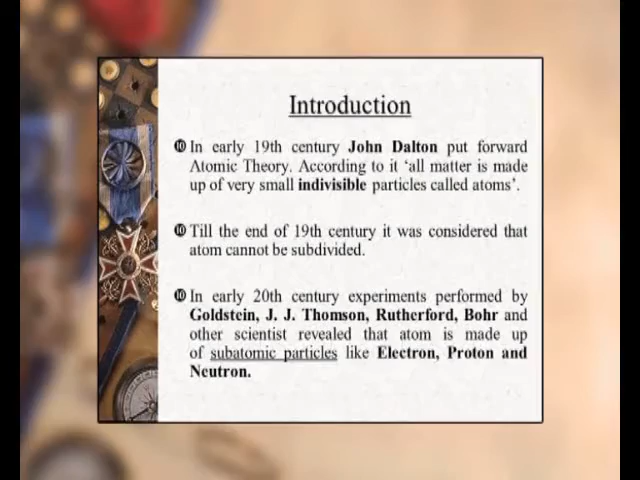 Introduction
In early 19th century John Dalton put forward
Atomic Theory. According to it ‘all matter is made
up of very small indivisible particles called atoms’.
Till the end of 19th century it was considered that
atom cannot be subdivided.
In early 20th century experiments performed by
Goldstein, J. J. Thomson, Rutherford, Bohr and
other scientist revealed that atom is made up
of subatomic particles like Electron, Proton and
Neutron.